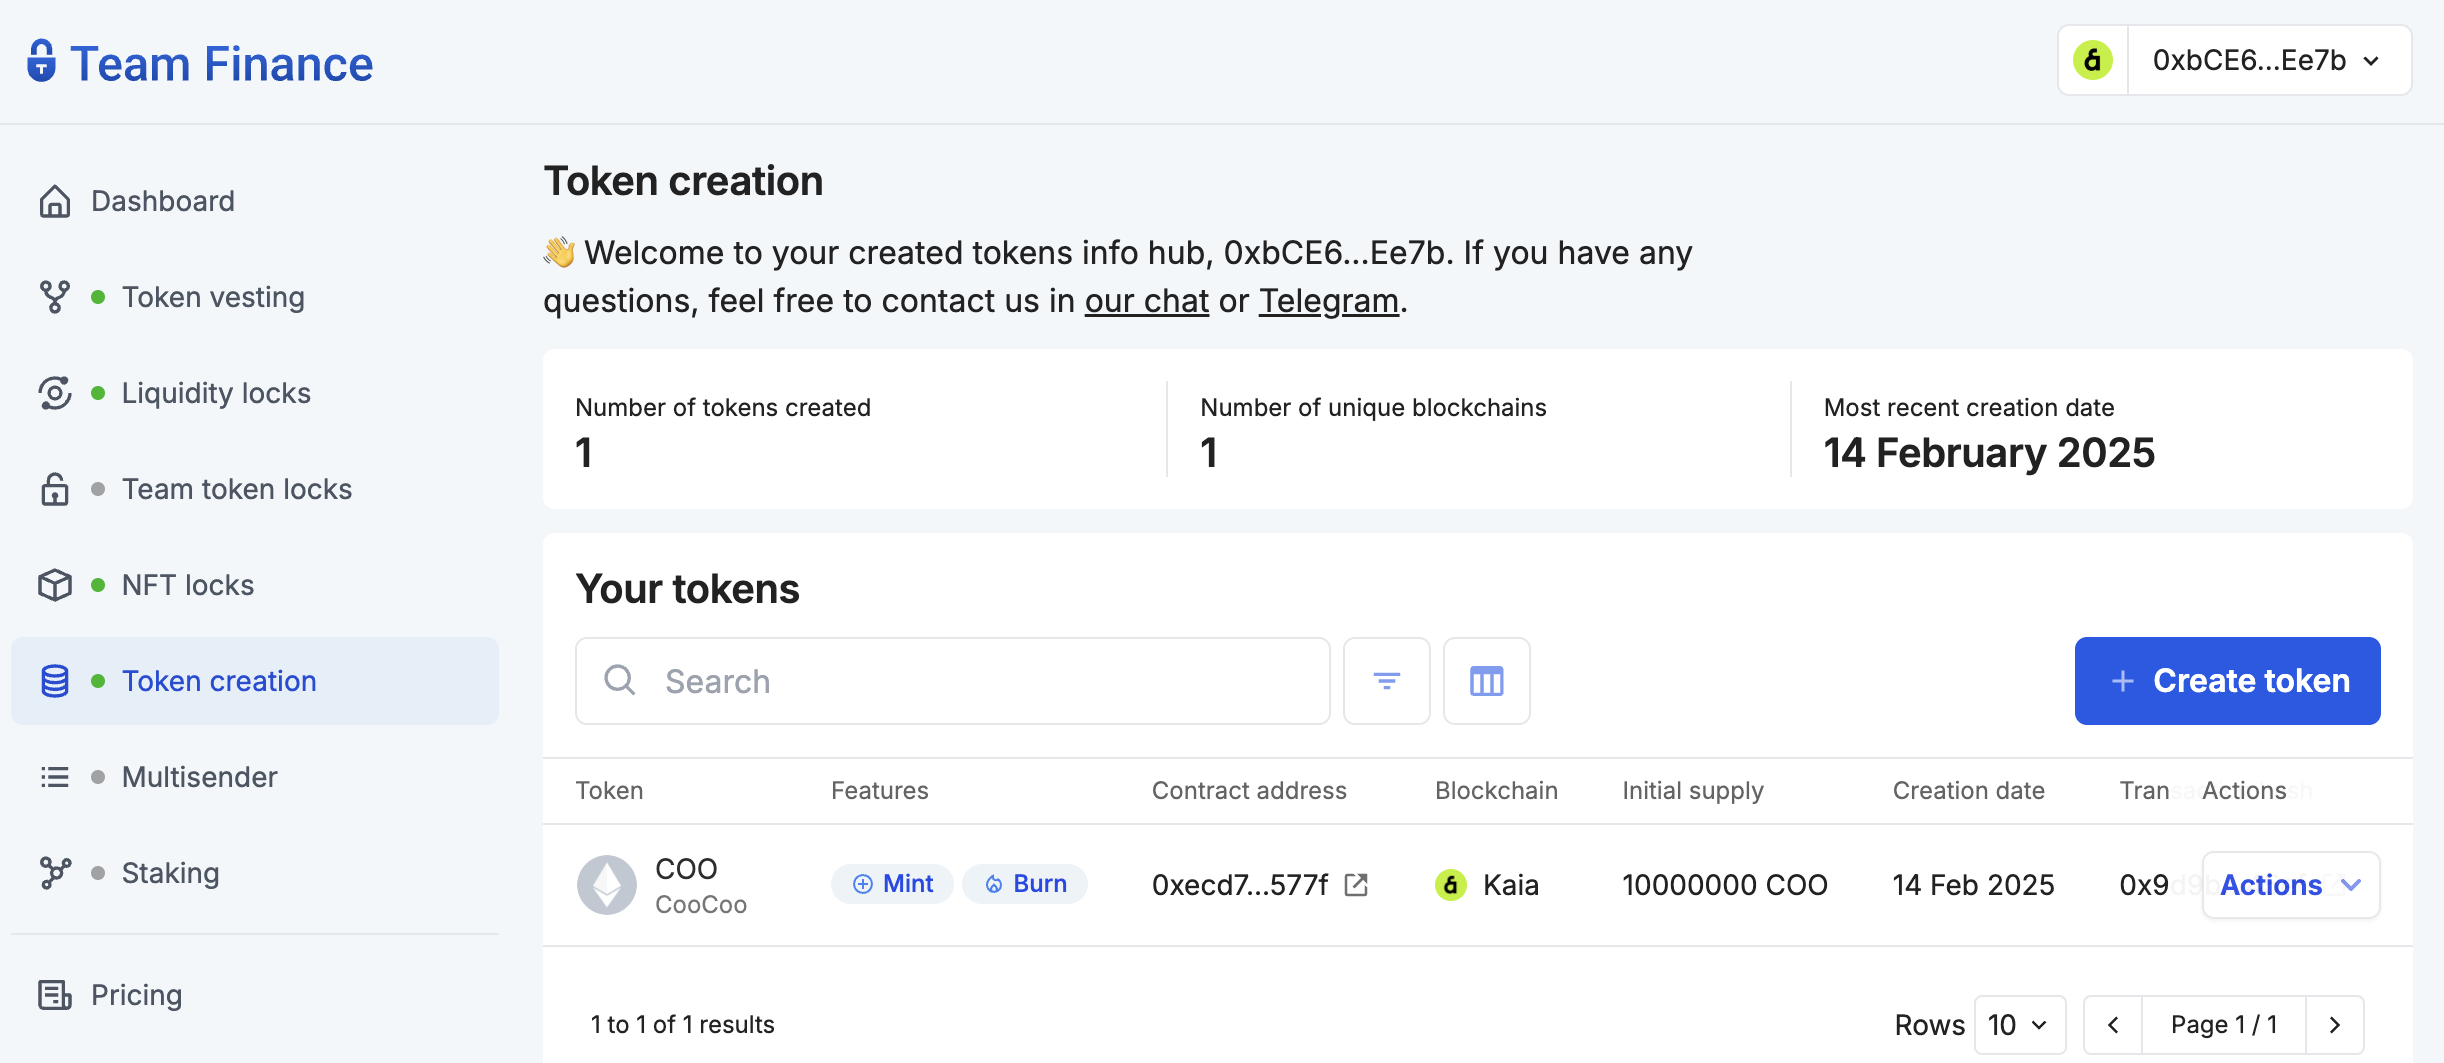 Team Finance
0xbCE6...Ee7b
Dashboard
Token vesting
Liquidity locks
Team token locks
NFT locks
Token creation
Multisender
Staking
Pricing
Token creation
👋 Welcome to your created tokens info hub, 0xbCE6...Ee7b. If you have any
questions, feel free to contact us in our chat or Telegram.
Number of tokens created
1
Number of unique blockchains
1
Most recent creation date
14 February 2025
Your tokens
Search
Create token
Token Features Contract address Blockchain Initial supply Creation date Tran Actions
COO
CooCoo
Mint Burn 0xecd7...577f Kaia 10000000 COO 14 Feb 2025 0x9 Actions
1 to 1 of 1 results
Rows 10 Page 1 / 1